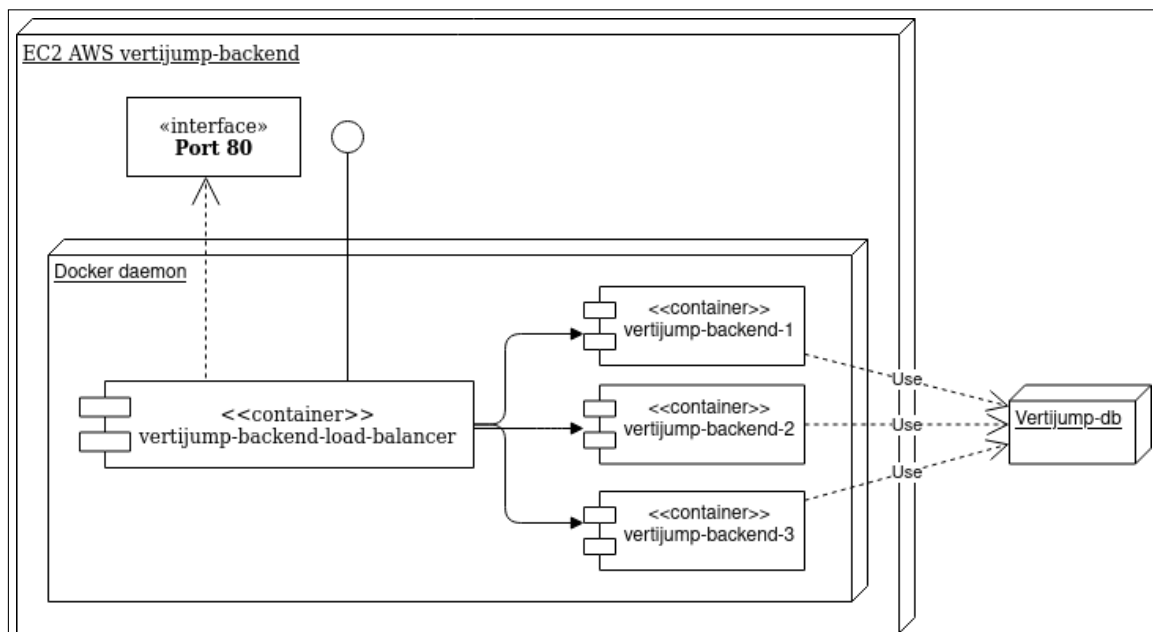 EC2 AWS vertijump-backend
«interface»
Port 80
Docker daemon
<<container>>
vertijump-backend-1
Use
<<container>>
vertijump-backend-load-balancer
<<container>>
vertijump-backend-2
Use
Vertijump-db
<<container>>
vertijump-backend-3
Use